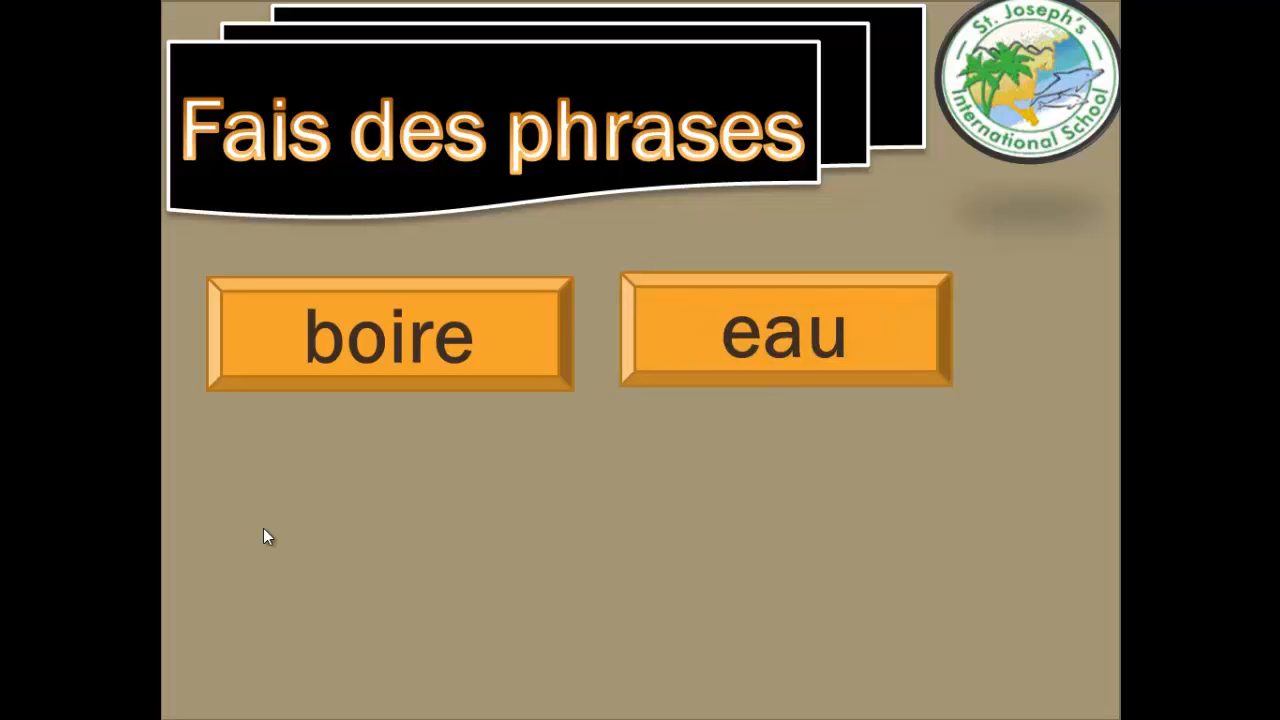 Fais des phrases
St. Joseph's
International School
boire
eau